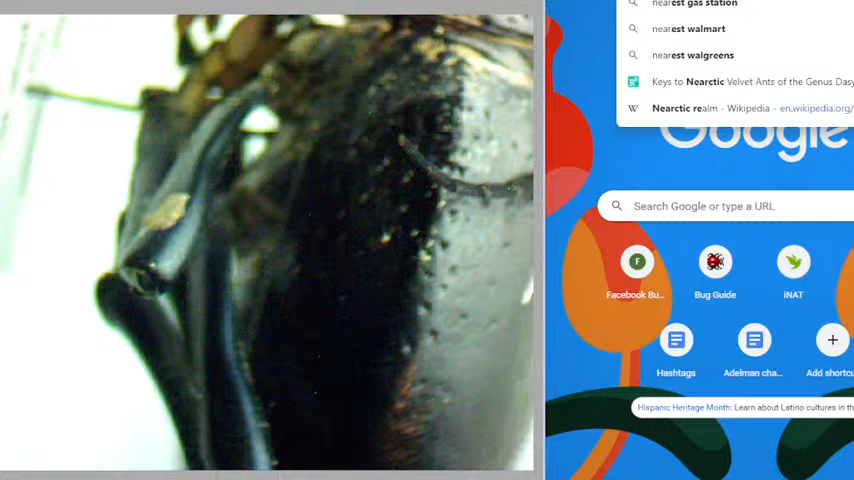 nearest gas station
nearest walmart
nearest walgreens
Keys to Nearctic Velvet Ants of the Genus Dasy
Nearctic realm - Wikipedia - en.wikipedia.org/
Google
Search Google or type a URL
Facebook Bu...
Bug Guide
iNAT
Hashtags
Adelman cha...
Add shortcu
Hispanic Heritage Month: Learn about Latino cultures in th